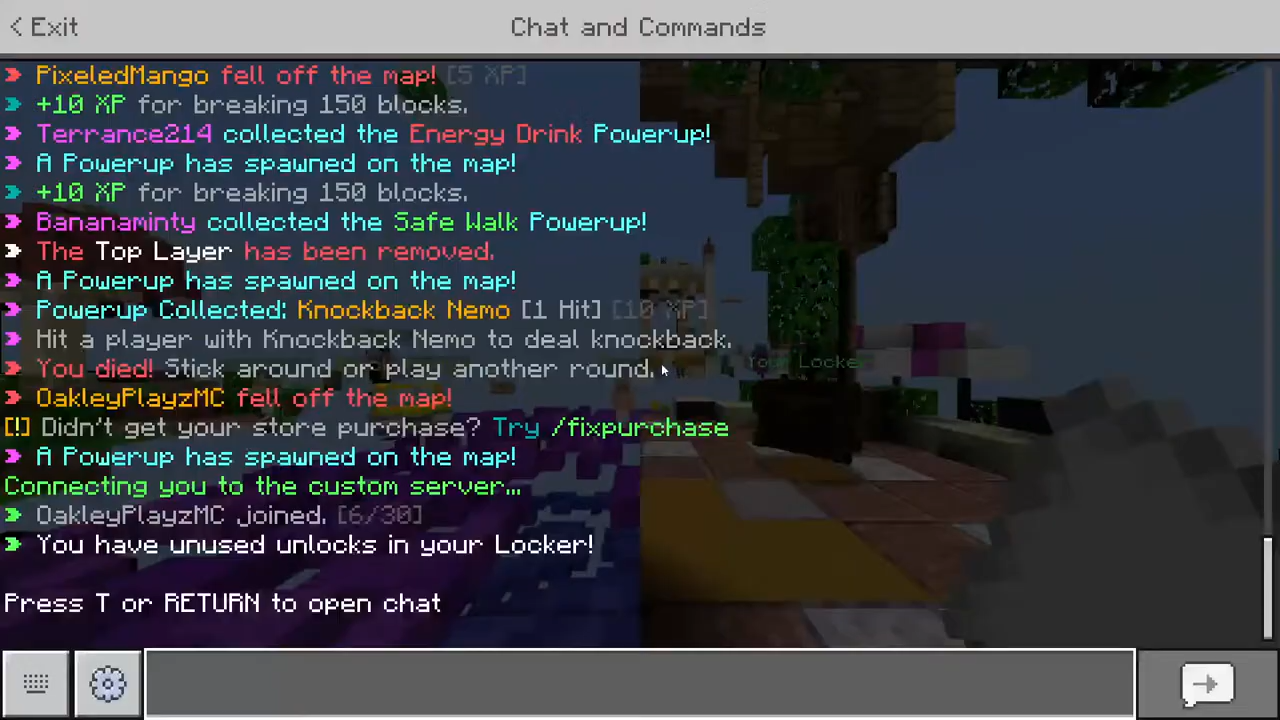 < Exit
Chat and Commands
PixeledMango fell off the map! [5 XP]
+10 XP for breaking 150 blocks.
Terrance214 collected the Energy Drink Powerup!
A Powerup has spawned on the map!
+10 XP for breaking 150 blocks.
Bananaminty collected the Safe Walk Powerup!
The Top Layer has been removed.
A Powerup has spawned on the map!
Powerup Collected: Knockback Nemo [1 Hit] [10 XP]
Hit a player with Knockback Nemo to deal knockback.
You died! Stick around or play another round.
Your Locker
OakleyPlayzMC fell off the map!
[!] Didn't get your store purchase? Try /fixpurchase
A Powerup has spawned on the map!
Connecting you to the custom server...
OakleyPlayzMC joined. [6/30]
You have unused unlocks in your Locker!
Press T or RETURN to open chat